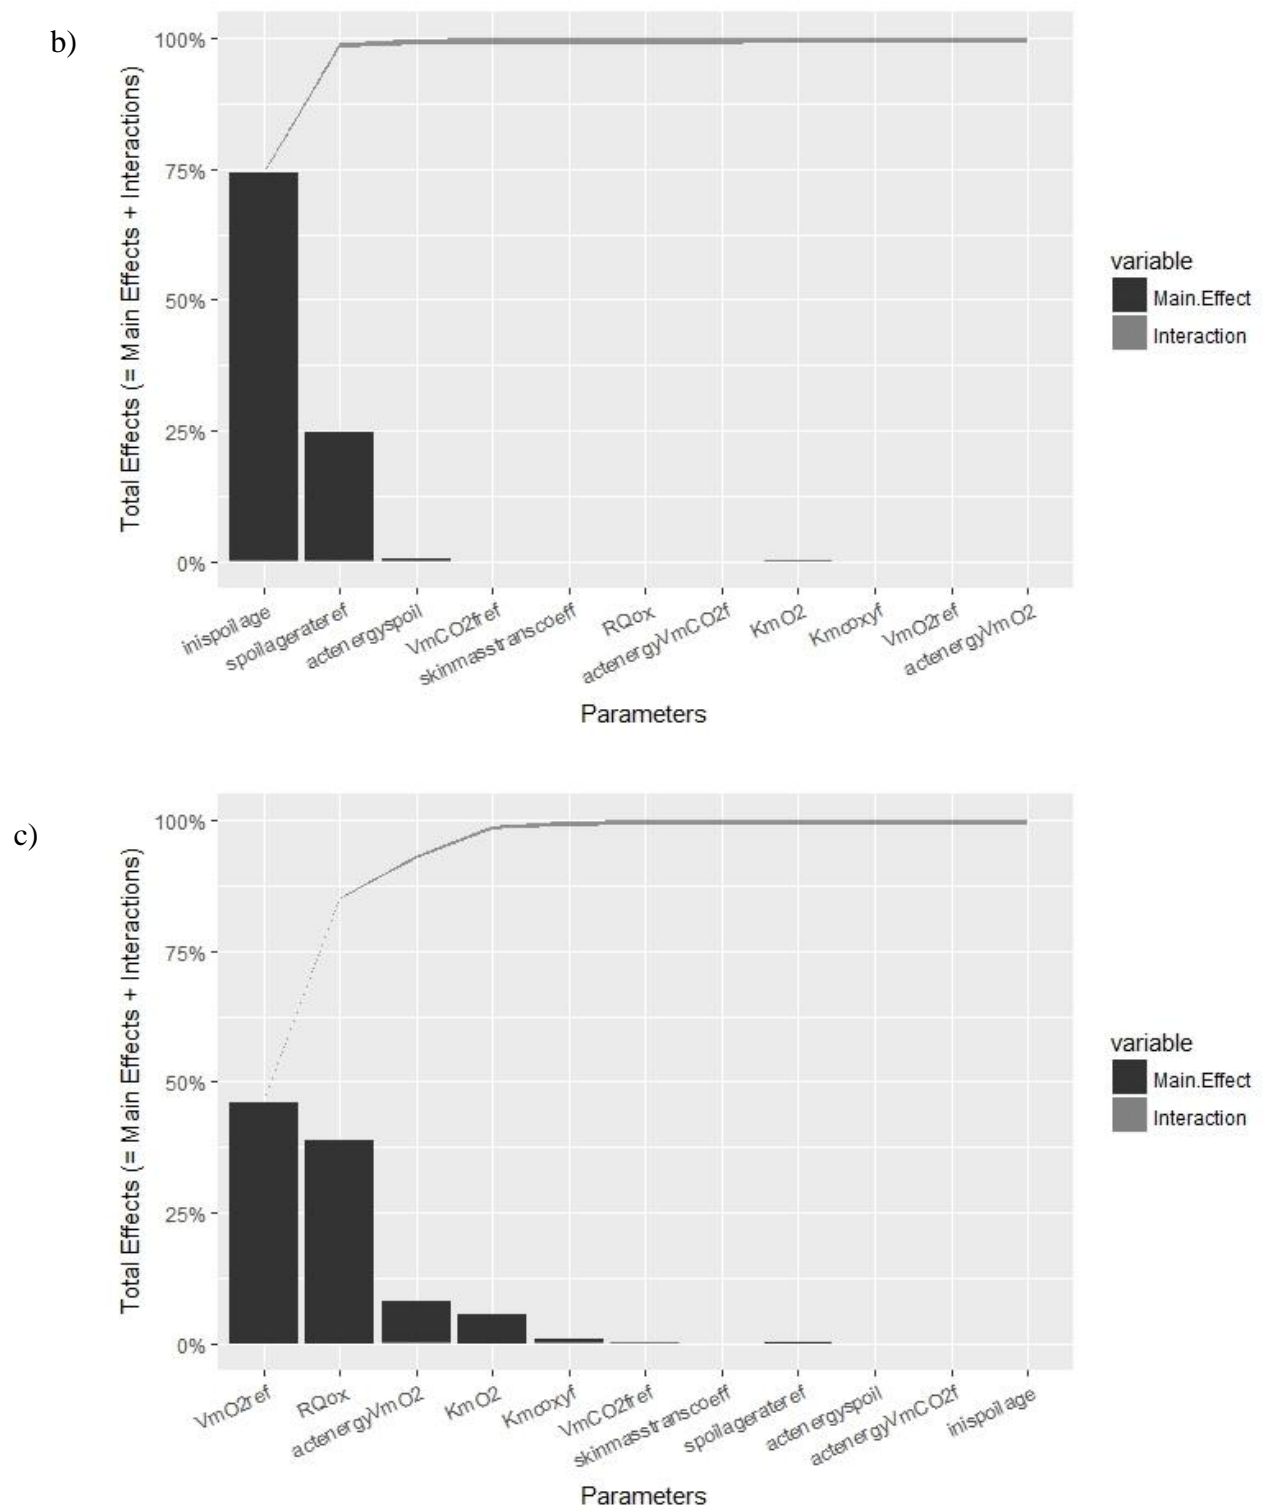 b)
Total Effects (= Main Effects + Interactions)
100%
75%
50%
25%
0%
inispoilage
spoilagerateref
actenergyspoil
VmCO2fref
skinmasstranscoeff
RQox
actenergyVmCO2f
KmO2
Kmcoxyf
VmO2ref
actenergyVmO2
Parameters
variable
Main.Effect
Interaction
c)
Total Effects (= Main Effects + Interactions)
100%
75%
50%
25%
0%
VmO2ref
RQox
actenergyVmO2
KmO2
Kmcoxyf
VmCO2fref
skinmasstranscoeff
spoilagerateref
actenergyspoil
actenergyVmCO2f
inispoilage
Parameters
variable
Main.Effect
Interaction